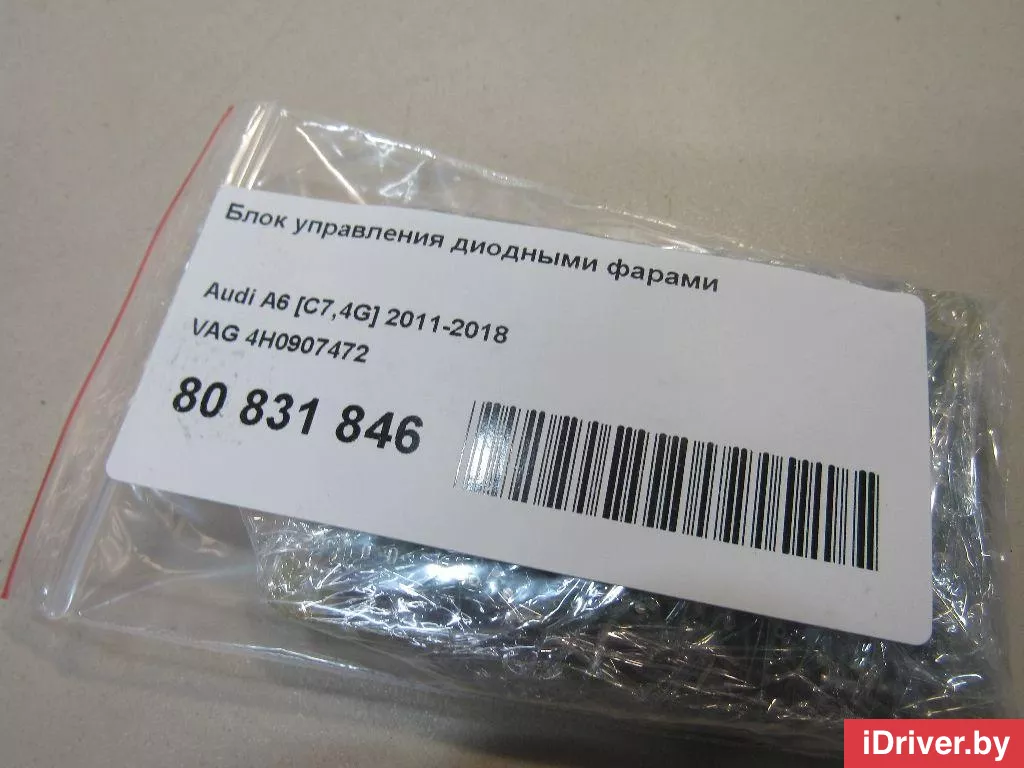 Блок управления диодными фарами
Audi A6 [C7,4G] 2011-2018
VAG 4H0907472
80 831 846
iDriver.by